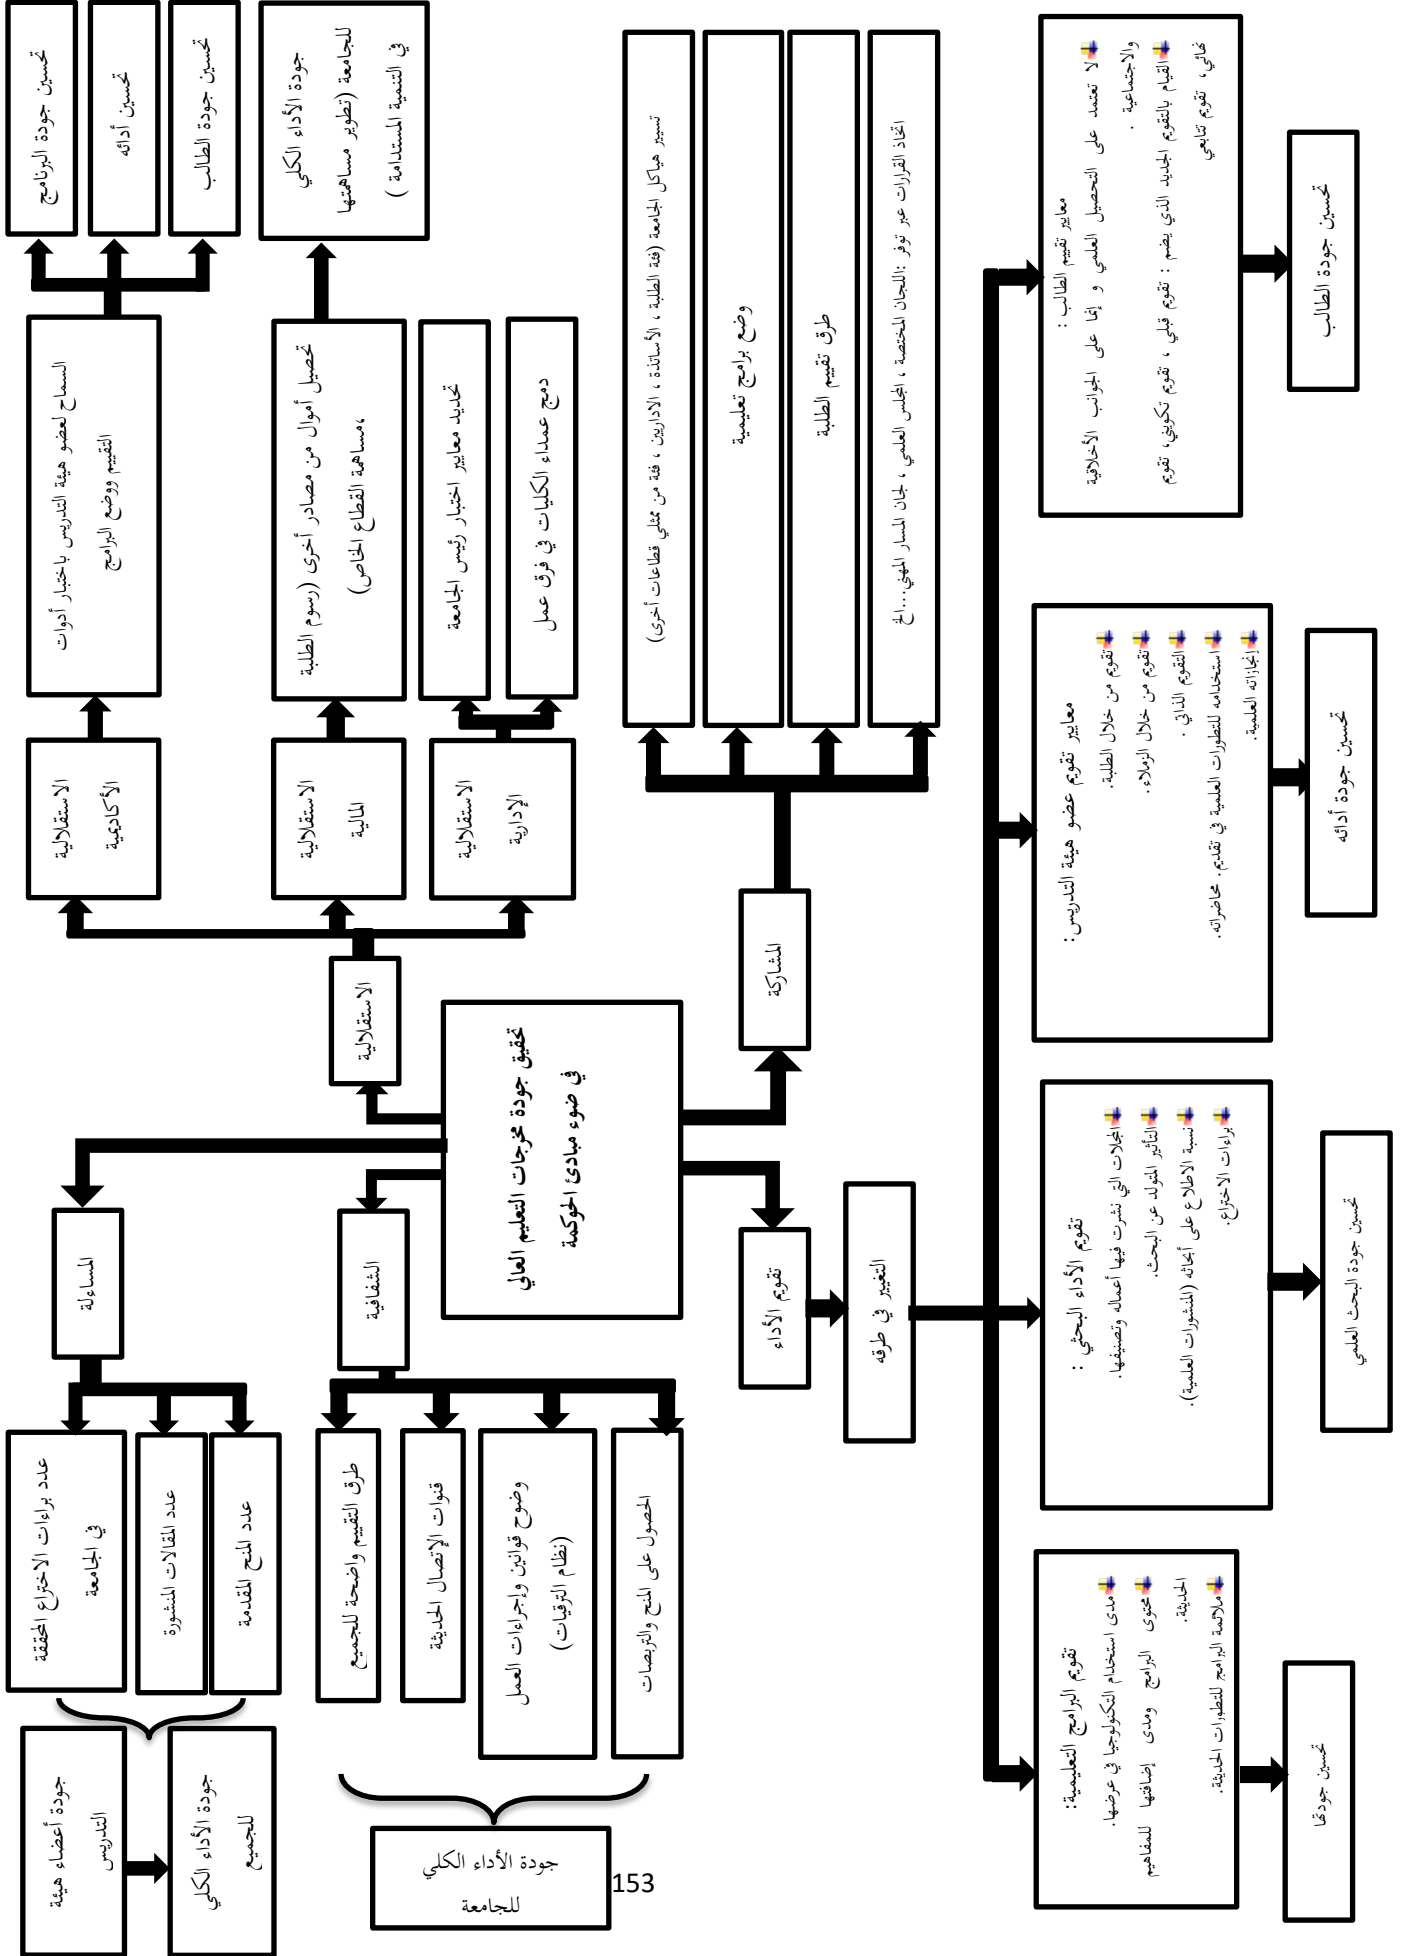 تحسين جودة البرنامج
تحسين أدائه
تحسين جودة الطالب
جودة الأداء الكلي
للجامعة (تطوير مساهمتها
في التنمية المستدامة )
السماح لعضو هيئة التدريس باختبار أدوات
التقييم ووضع البرامج
تحصيل أموال من مصادر أخرى (رسوم الطلبة
،مساهمة القطاع الخاص)
تحديد معايير اختبار رئيس الجامعة
دمج عمداء الكليات في فرق عمل
الاستقلالية
الأكاديمية
الاستقلالية
المالية
الاستقلالية
الإدارية
الاستقلالية
تسيير هياكل الجامعة (فئة الطلبة ، الأساتذة ، الاداريين ، فئة من ممثلي قطاعات أخرى)
وضع برامج تعليمية
طرق تقييم الطلبة
اتخاذ القرارات عبر توفر :اللجان المختصة ، المجلس العلمي ، لجان المسار المهني...الخ
المشاركة
تحقيق جودة مخرجات التعليم العالي
في ضوء مبادئ الحوكمة
المساءلة
عدد براءات الاختراع المحققة
في الجامعة
عدد المقالات المنشورة
عدد المنح المقدمة
جودة أعضاء هيئة
التدريس
جودة الأداء الكلي
للجميع
الشفافية
طرق التقييم واضحة للجميع
قنوات الإتصال الحديثة
وضوح قوانين وإجراءات العمل
(نظام الترقيات)
الحصول على المنح والتربصات
جودة الأداء الكلي
للجامعة
153
تقويم الأداء
التغيير في طرقه
معايير تقييم الطالب :
لا تعتمد على التحصيل العلمي و إنما على الجوانب الأخلاقية
والاجتماعية .
القيام بالتقويم الجديد الذي يضم : تقويم قبلي ، تقويم تكويني، تقويم
نهائي، تقويم تتابعي
تحسين جودة الطالب
معايير تقويم عضو هيئة التدريس:
تقويم من خلال الطلبة.
تقويم من خلال الزملاء.
التقويم الذاتي .
استخدامه للتطورات العلمية في تقديم. محاضراته.
إنجازاته العلمية.
تحسين جودة أدائه
تقويم الأداء البحثي :
المجلات التي نشرت فيها أعماله وتصنيفها.
التأثير المتولد عن البحث.
نسبة الاطلاع على أبحاثه (المنشورات العلمية).
براءات الاختراع.
تحسين جودة البحث العلمي
تقويم البرامج التعليمية:
مدى استخدام التكنولوجيا في عرضها.
محتوى البرامج ومدى إضافتها للمفاهيم
الحديثة.
ملائمة البرامج للتطورات الحديثة.
تحسين جودتها